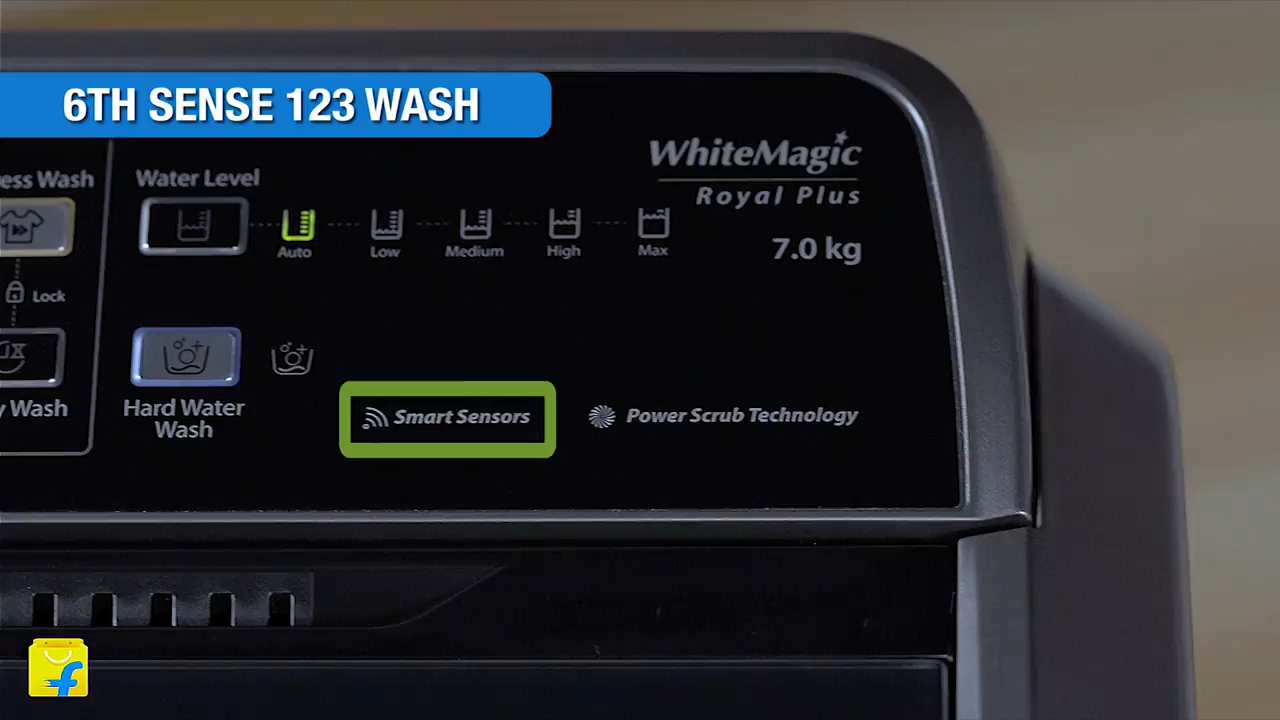 6TH SENSE 123 WASH
ess Wash
Water Level
WhiteMagic
Royal Plus
Auto
Low
Medium
High
Max
7.0 kg
Lock
y Wash
Hard Water
Wash
Smart Sensors
Power Scrub Technology
f